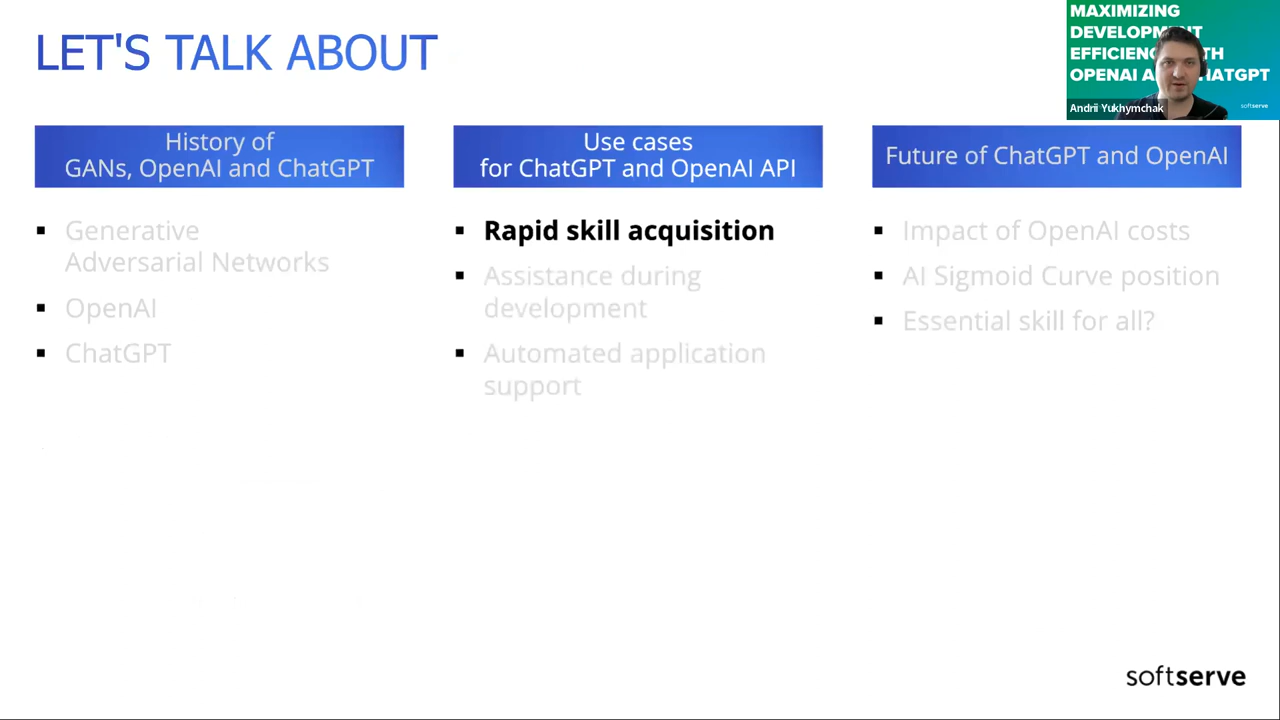 LET'S TALK ABOUT
MAXIMIZING
DEVELOPMENT
EFFICIENCY WITH
OPENAI AND CHATGPT
Andrii Yukhymchak
softserve
History of
GANs, OpenAI and ChatGPT
Generative
Adversarial Networks
OpenAI
ChatGPT
Use cases
for ChatGPT and OpenAI API
Rapid skill acquisition
Assistance during
development
Automated application
support
Future of ChatGPT and OpenAI
Impact of OpenAI costs
AI Sigmoid Curve position
Essential skill for all?
softserve